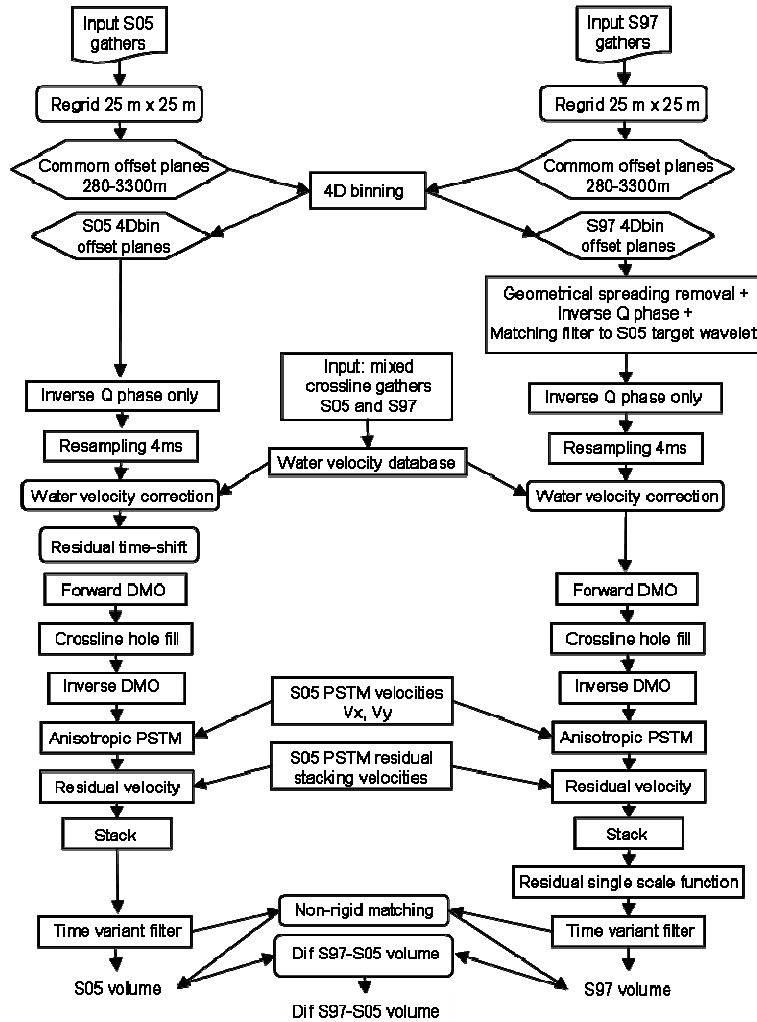 Input S05
gathers
Input S97
gathers
Regrid 25 m x 25 m
Regrid 25 m x 25 m
Commom offset planes
280-3300m
4D binning
Commom offset planes
280-3300m
S05 4Dbin
offset planes
S97 4Dbin
offset planes
Geometrical spreading removal +
Inverse Q phase +
Matching filter to S05 target wavelet
Input: mixed
crossline gathers
S05 and S97
Inverse Q phase only
Inverse Q phase only
Resampling 4ms
Resampling 4ms
Water velocity database
Water velocity correction
Water velocity correction
Residual time-shift
Forward DMO
Forward DMO
Crossline hole fill
Crossline hole fill
Inverse DMO
Inverse DMO
S05 PSTM velocities
Vx, Vy
Anisotropic PSTM
Anisotropic PSTM
S05 PSTM residual
stacking velocities
Residual velocity
Residual velocity
Stack
Stack
Residual single scale function
Non-rigid matching
Time variant filter
Time variant filter
Dif S97-S05 volume
S05 volume
S97 volume
Dif S97-S05 volume